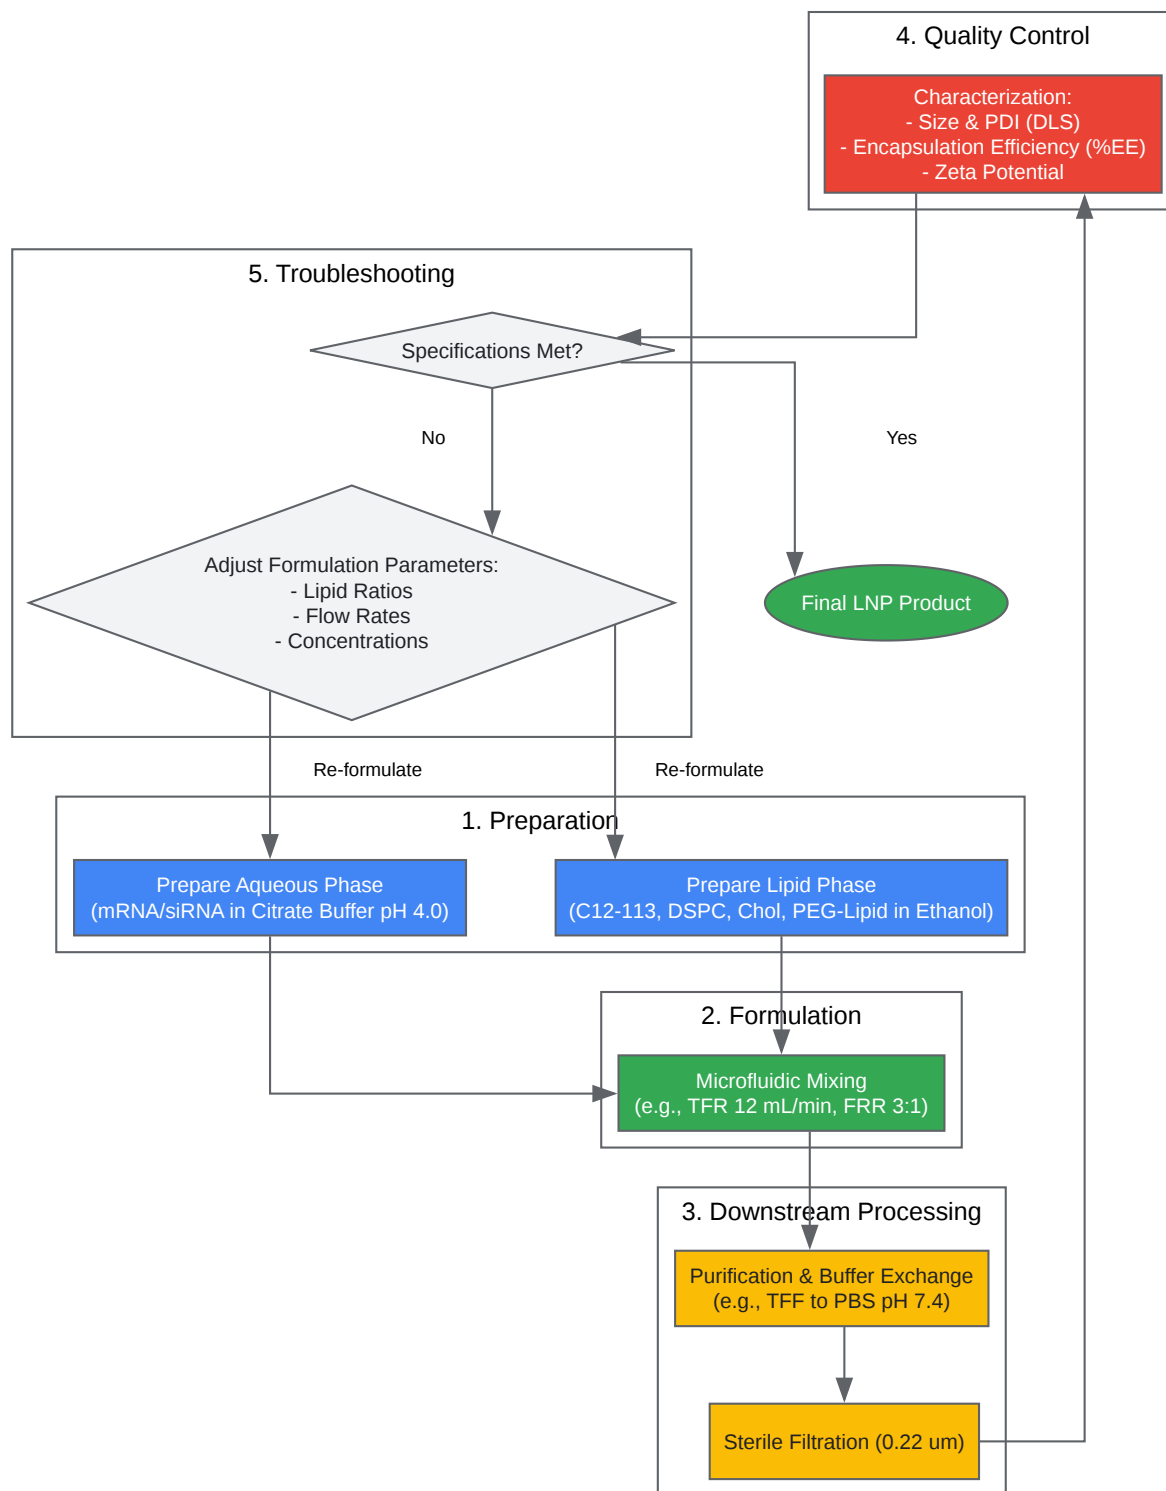 4. Quality Control
Characterization:
- Size & PDI (DLS)
- Encapsulation Efficiency (%EE)
- Zeta Potential
5. Troubleshooting
Specifications Met?
No
Yes
Adjust Formulation Parameters:
- Lipid Ratios
- Flow Rates
- Concentrations
Final LNP Product
Re-formulate
Re-formulate
1. Preparation
Prepare Aqueous Phase
(mRNA/siRNA in Citrate Buffer pH 4.0)
Prepare Lipid Phase
(C12-113, DSPC, Chol, PEG-Lipid in Ethanol)
2. Formulation
Microfluidic Mixing
(e.g., TFR 12 mL/min, FRR 3:1)
3. Downstream Processing
Purification & Buffer Exchange
(e.g., TFF to PBS pH 7.4)
Sterile Filtration (0.22 um)